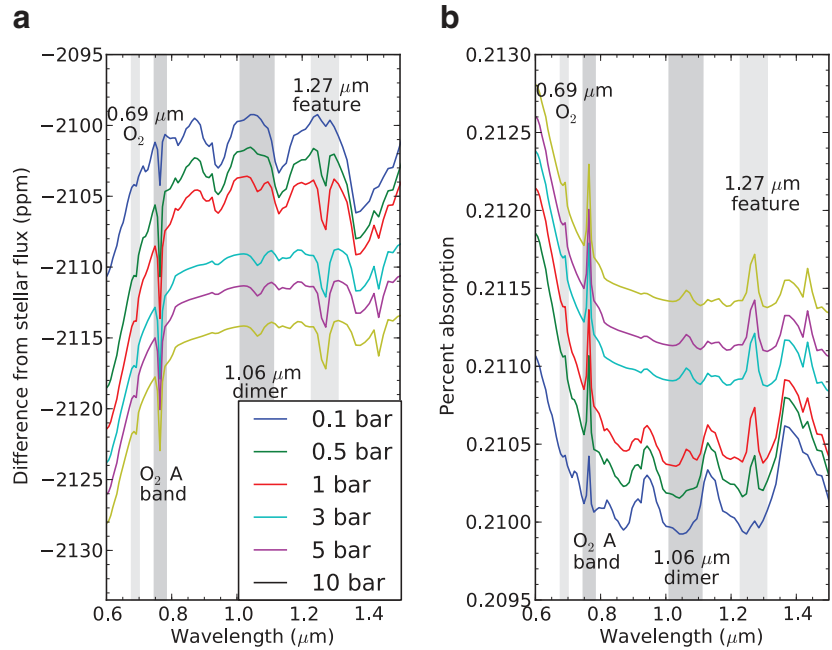 a
Difference from stellar flux (ppm)
−2095
−2100
−2105
−2110
−2115
−2120
−2125
−2130
0.69 μm
O₂
1.27 μm
feature
O₂ A
band
1.06 μm
dimer
0.1 bar
0.5 bar
1 bar
3 bar
5 bar
10 bar
0.6 0.8 1.0 1.2 1.4
Wavelength (μm)
b
Percent absorption
0.2130
0.2125
0.2120
0.2115
0.2110
0.2105
0.2100
0.2095
0.69 μm
O₂
1.27 μm
feature
O₂ A
band
1.06 μm
dimer
0.6 0.8 1.0 1.2 1.4
Wavelength (μm)